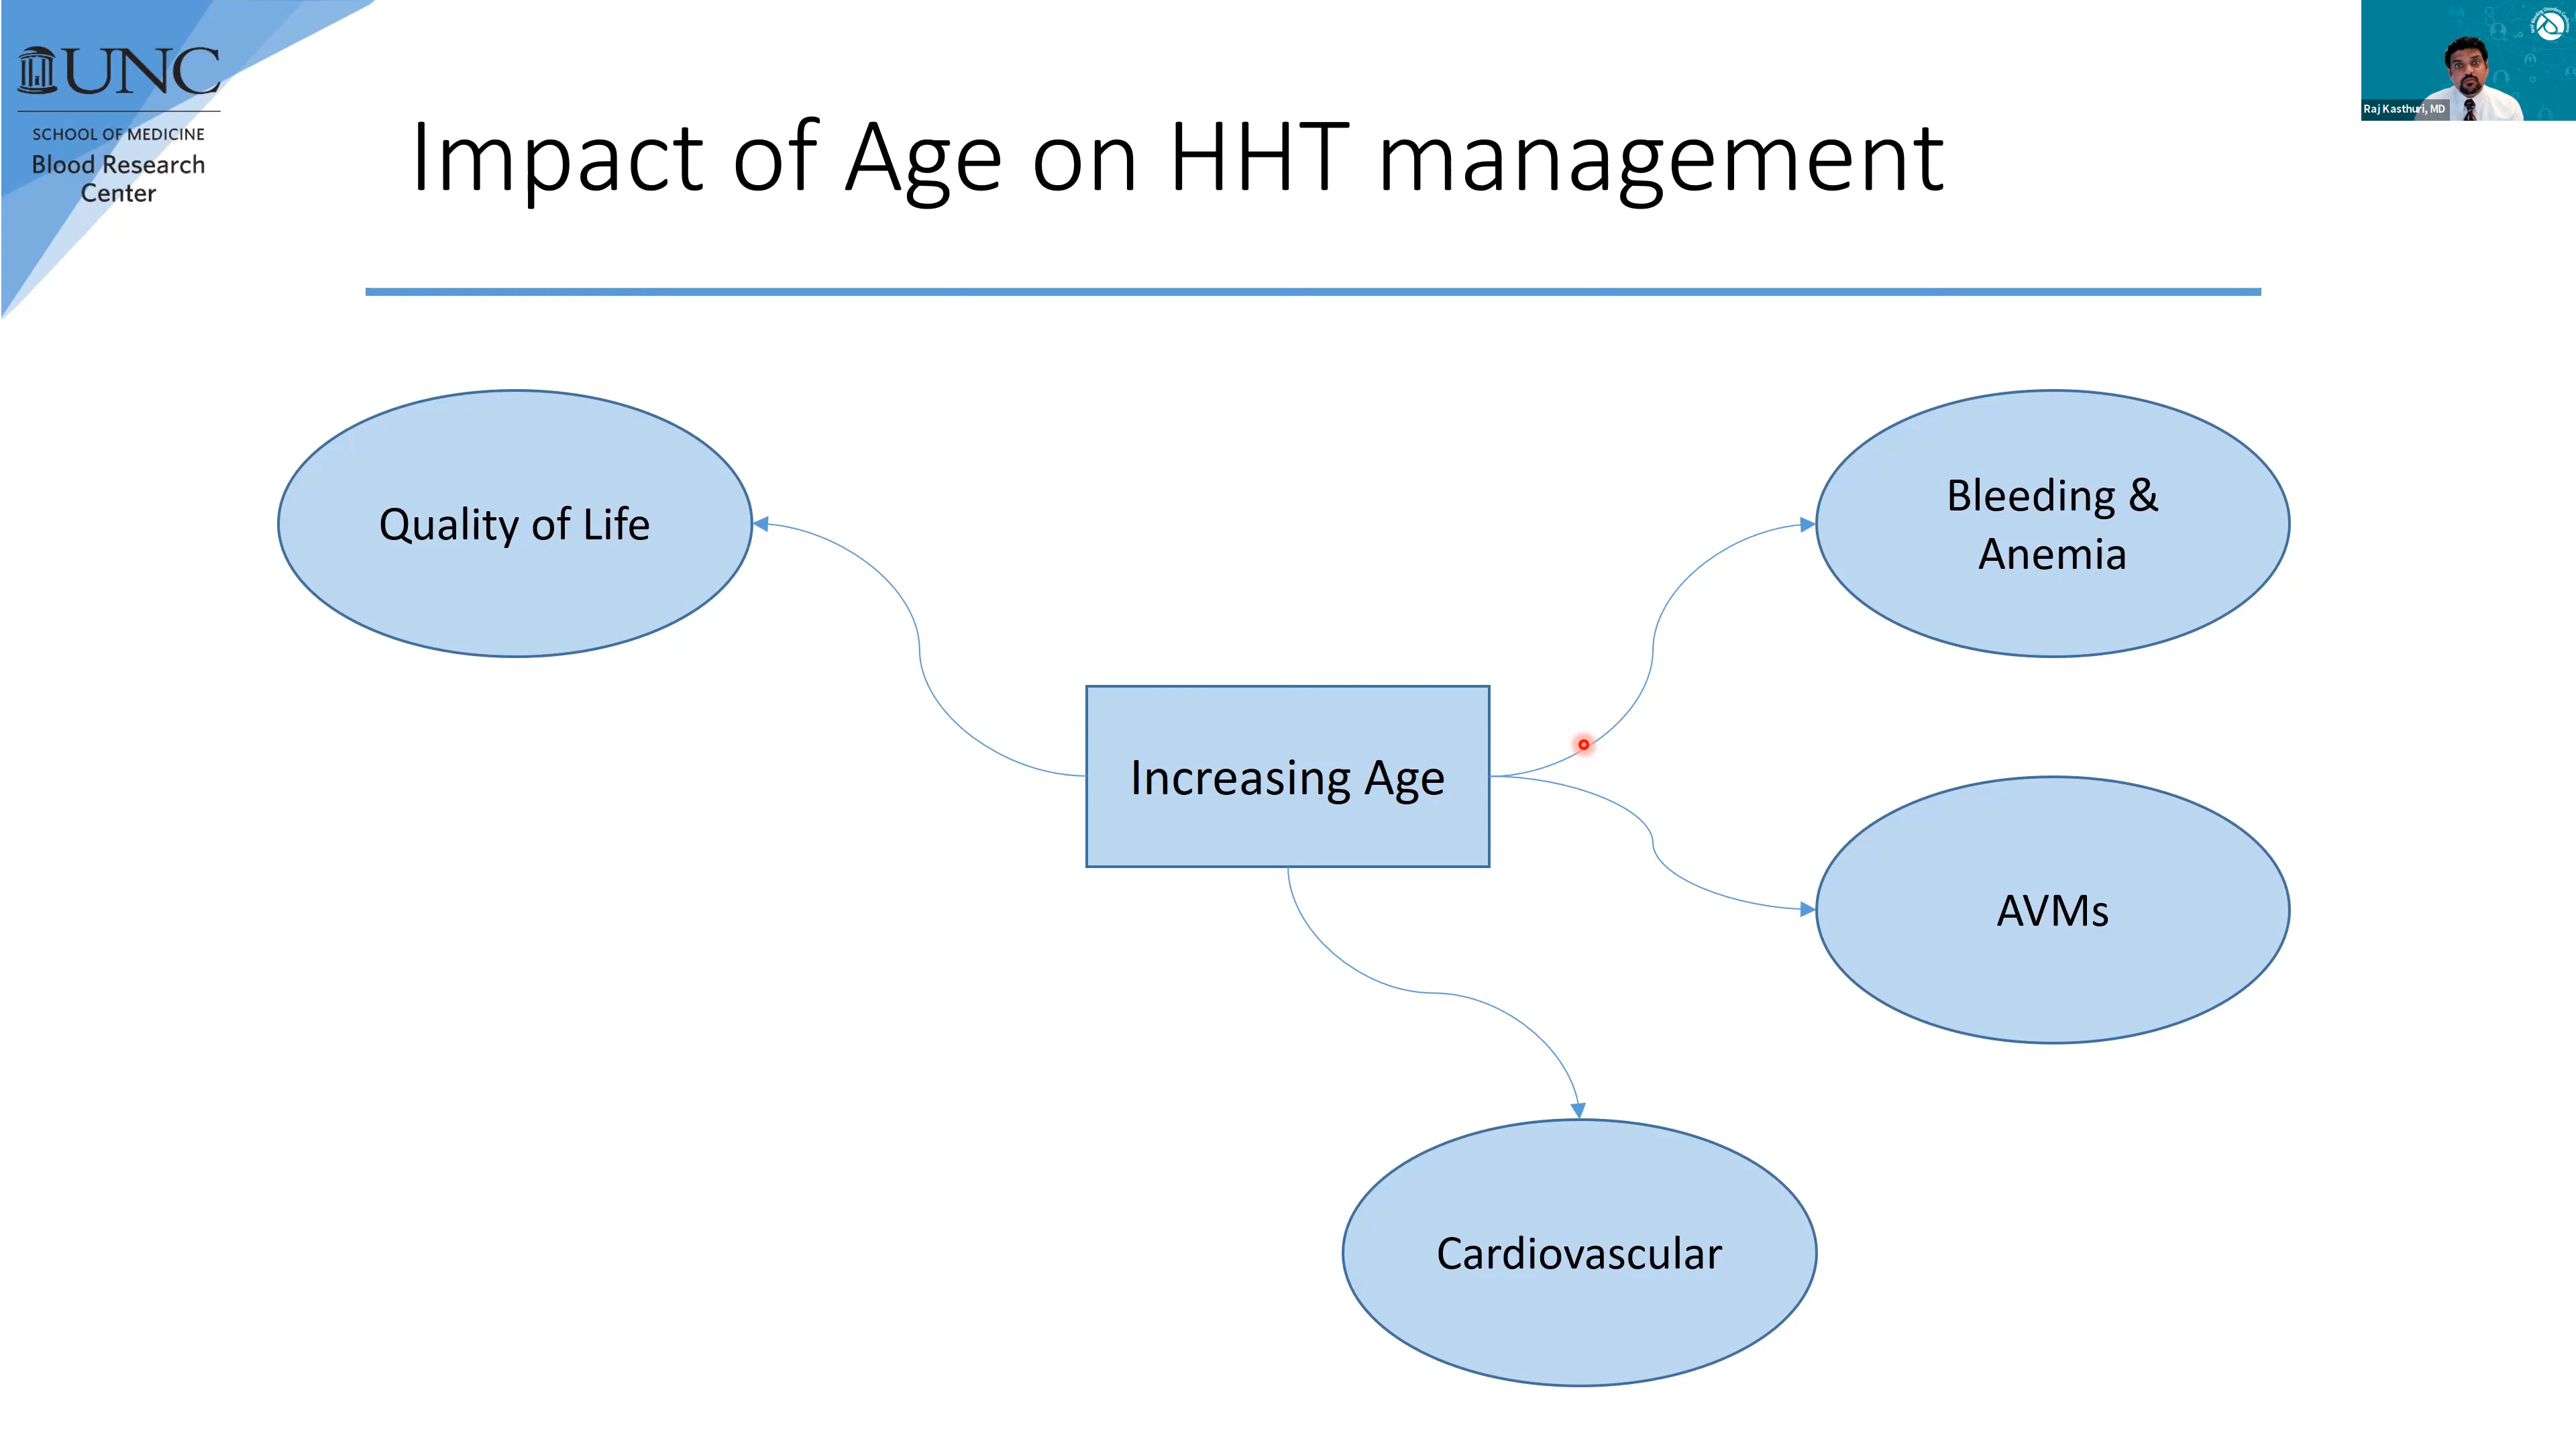 UNC
SCHOOL OF MEDICINE
Blood Research
Center
Raj Kasthuri, MD
Impact of Age on HHT management
Quality of Life
Bleeding &
Anemia
Increasing Age
AVMs
Cardiovascular